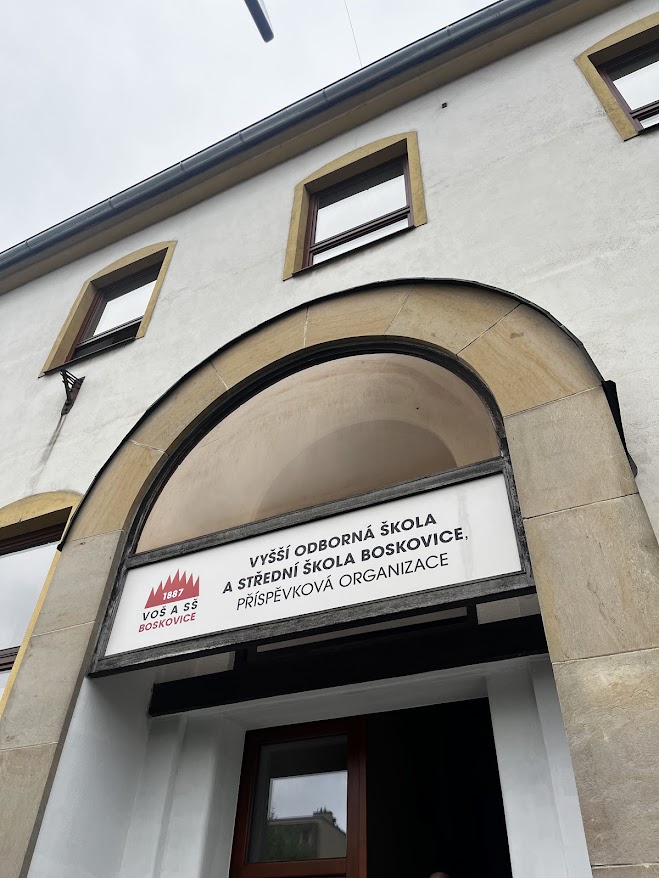 VYŠŠÍ ODBORNÁ ŠKOLA
A STŘEDNÍ ŠKOLA BOSKOVICE,
PŘÍSPĚVKOVÁ ORGANIZACE
1887
VOŠ A SŠ
BOSKOVICE